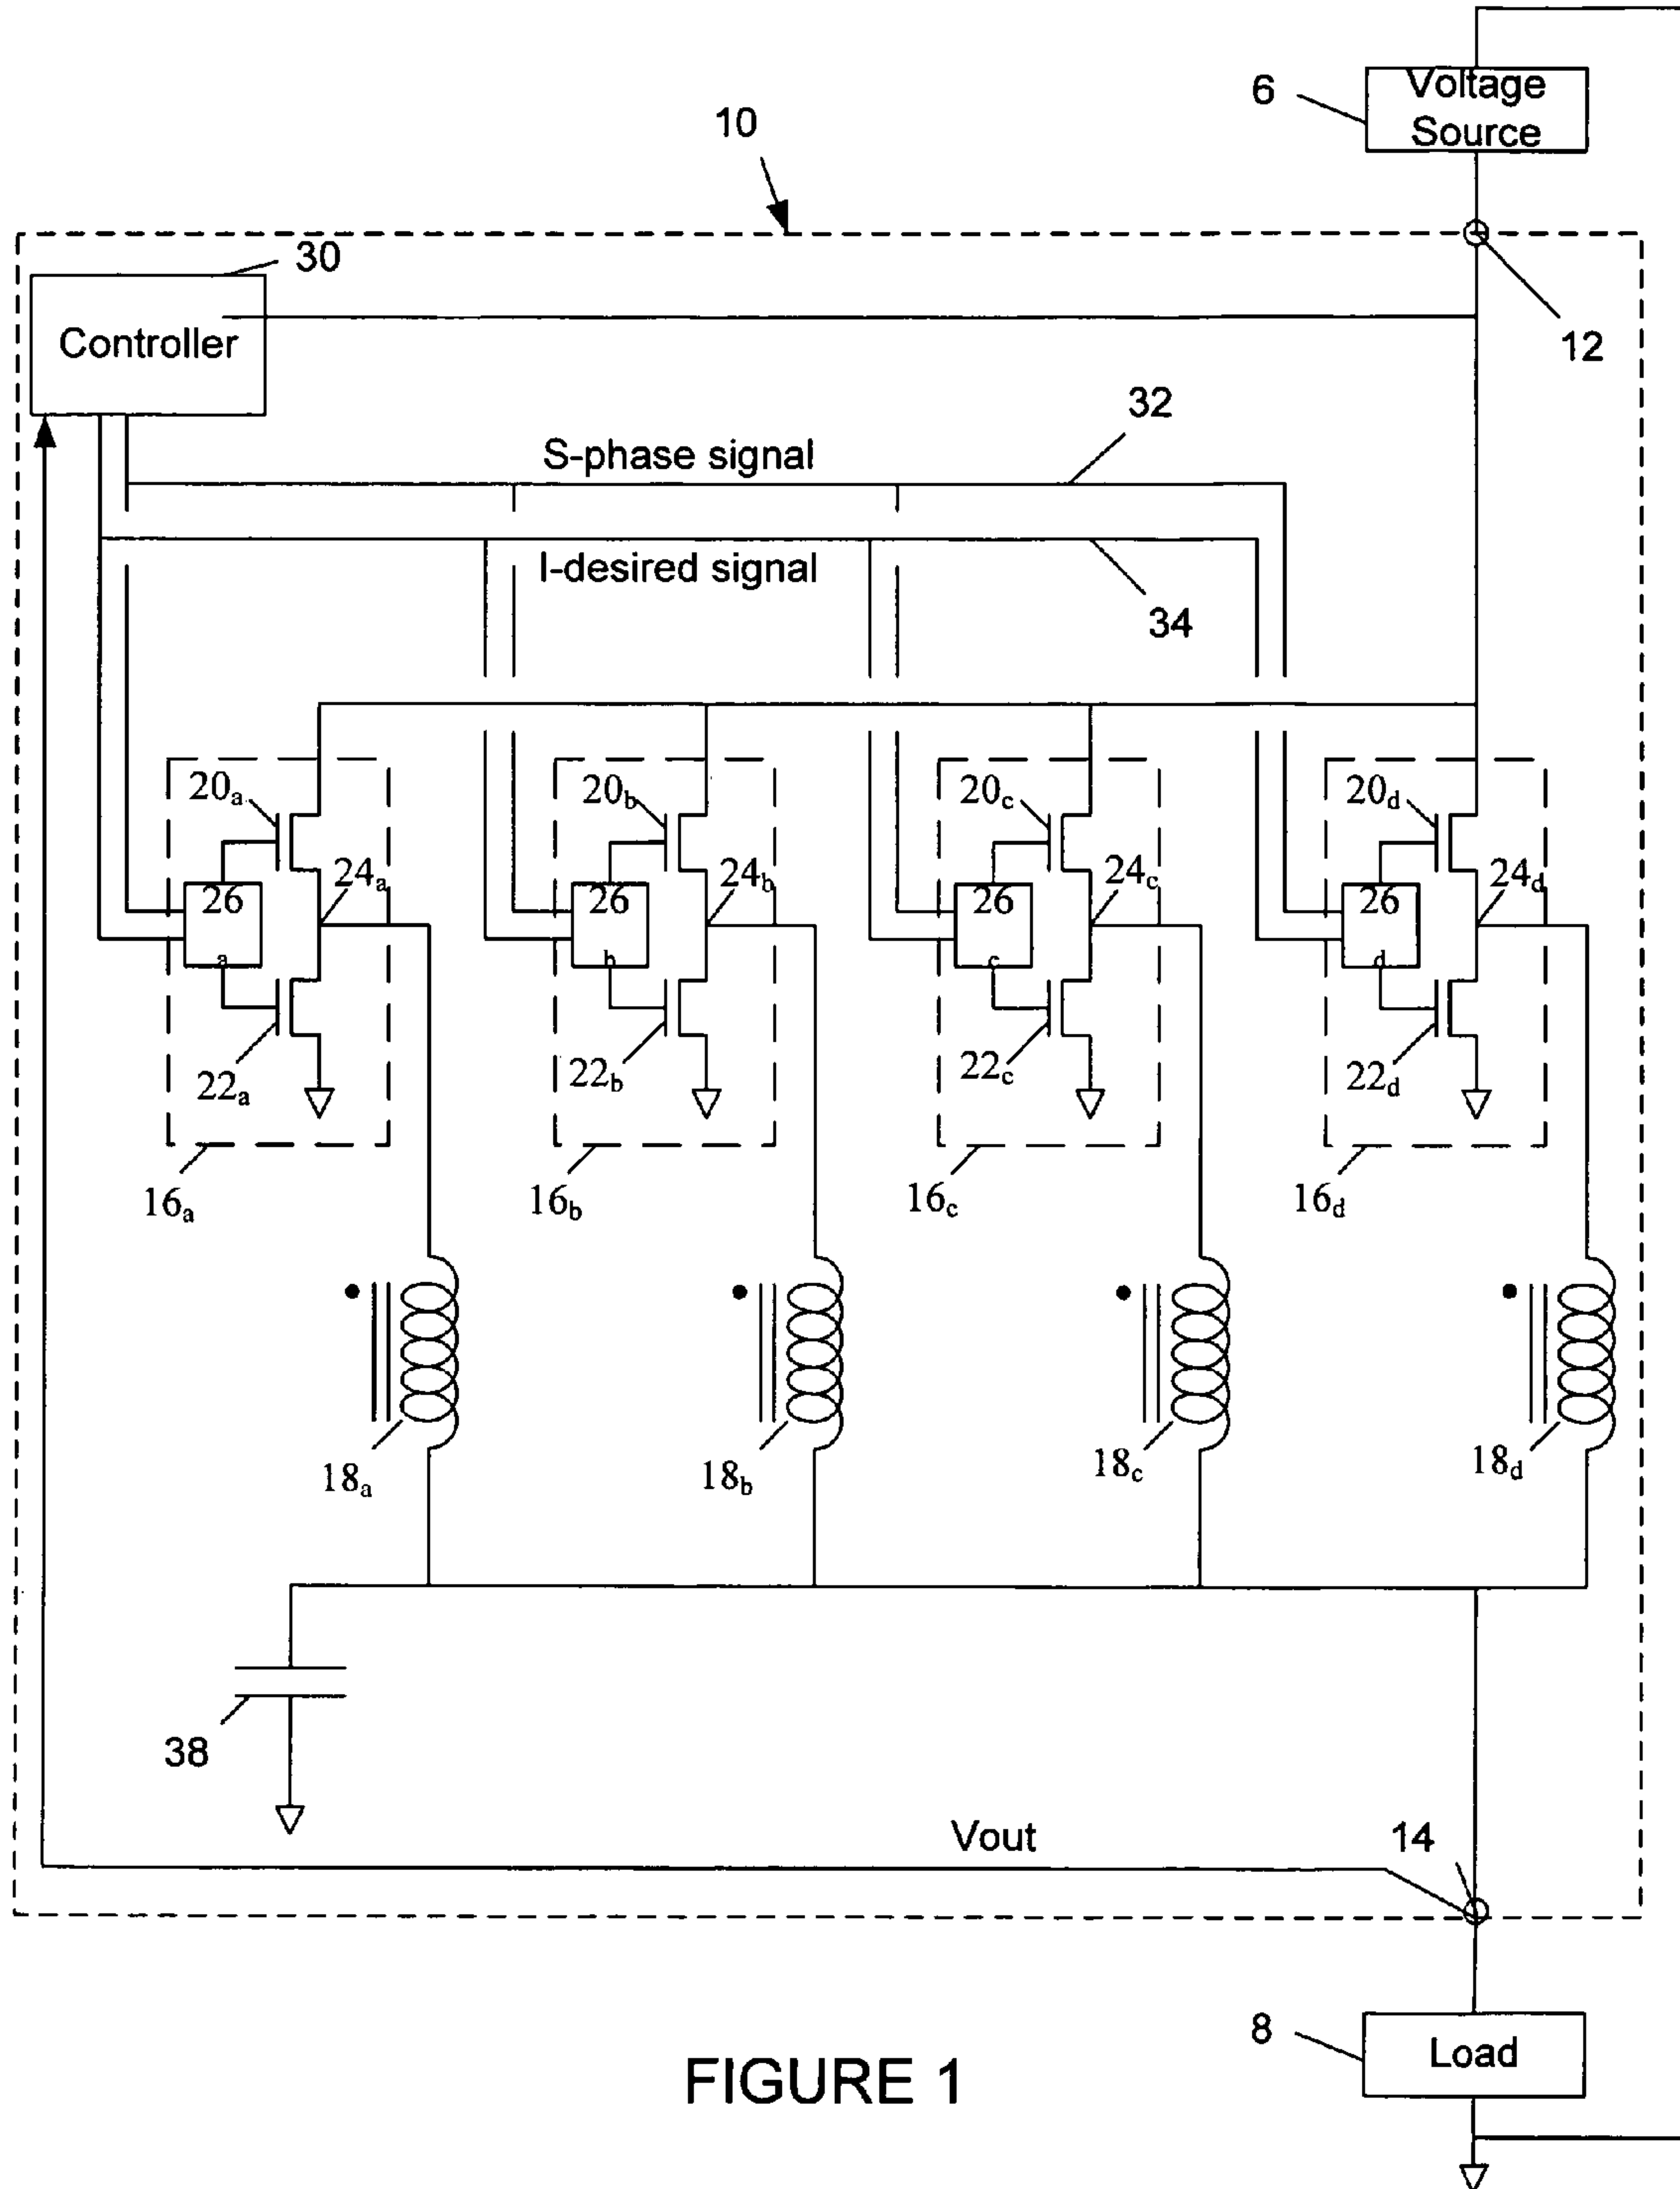 6
Voltage
Source
10
30
Controller
12
32
S-phase signal
I-desired signal
34
20a
20b
20c
20d
24a
24b
24c
24d
26
a
26
b
26
c
26
d
22a
22b
22c
22d
16a
16b
16c
16d
18a
18b
18c
18d
38
Vout
14
8
Load
FIGURE 1